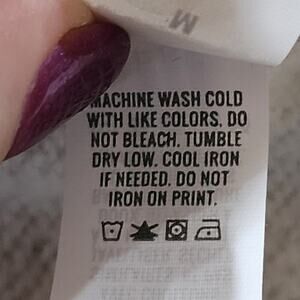 M
MACHINE WASH COLD
WITH LIKE COLORS. DO
NOT BLEACH. TUMBLE
DRY LOW. COOL IRON
IF NEEDED. DO NOT
IRON ON PRINT.